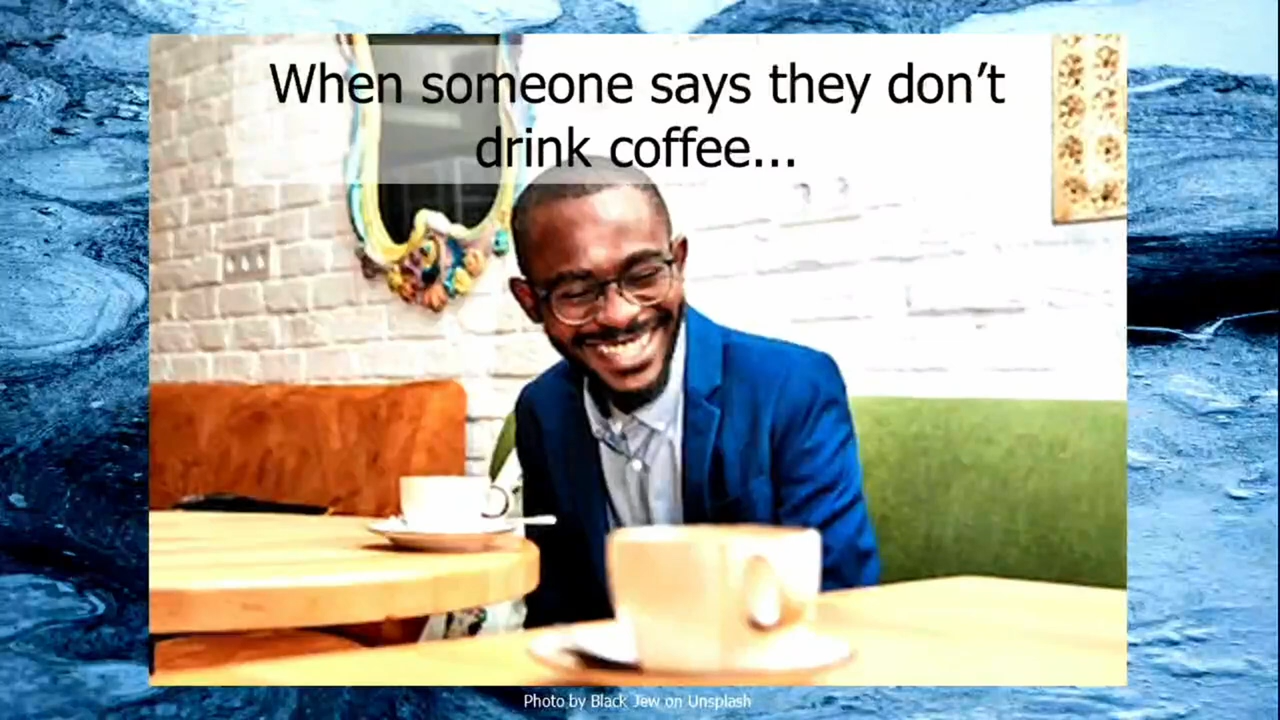 When someone says they don’t
drink coffee...
Photo by Black Jew on Unsplash